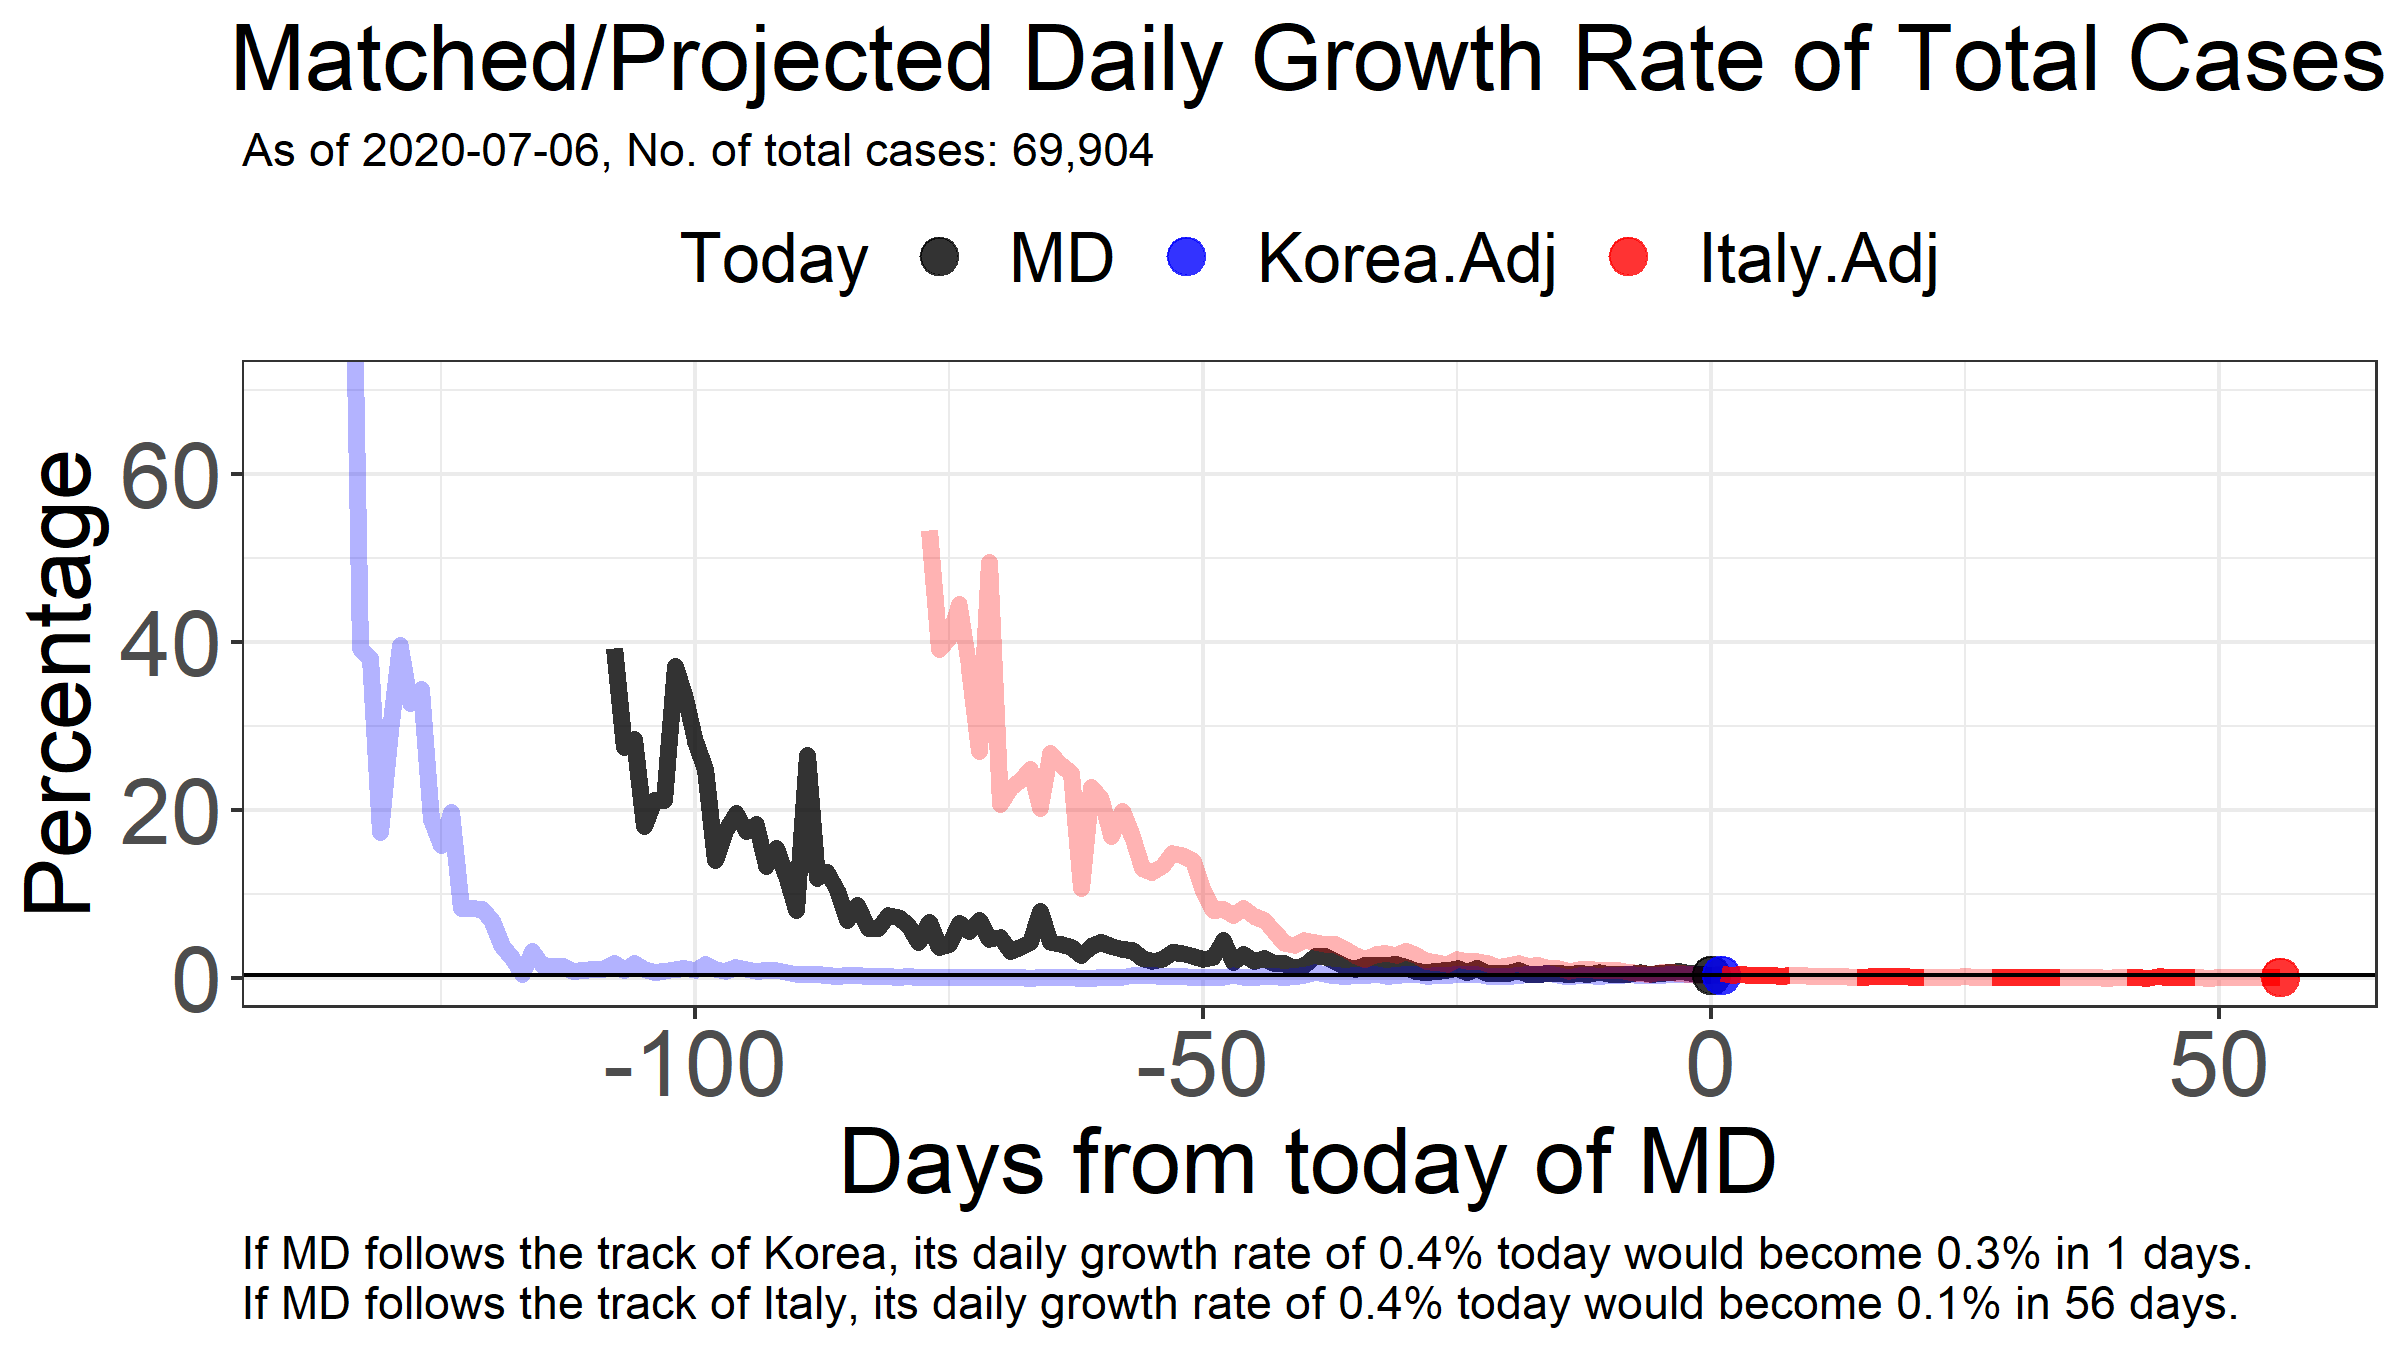 Matched/Projected Daily Growth Rate of Total Cases
As of 2020-07-06, No. of total cases: 69,904
Today MD Korea.Adj Italy.Adj
Percentage
60
40
20
0
-100 -50 0 50
Days from today of MD
If MD follows the track of Korea, its daily growth rate of 0.4% today would become 0.3% in 1 days.
If MD follows the track of Italy, its daily growth rate of 0.4% today would become 0.1% in 56 days.